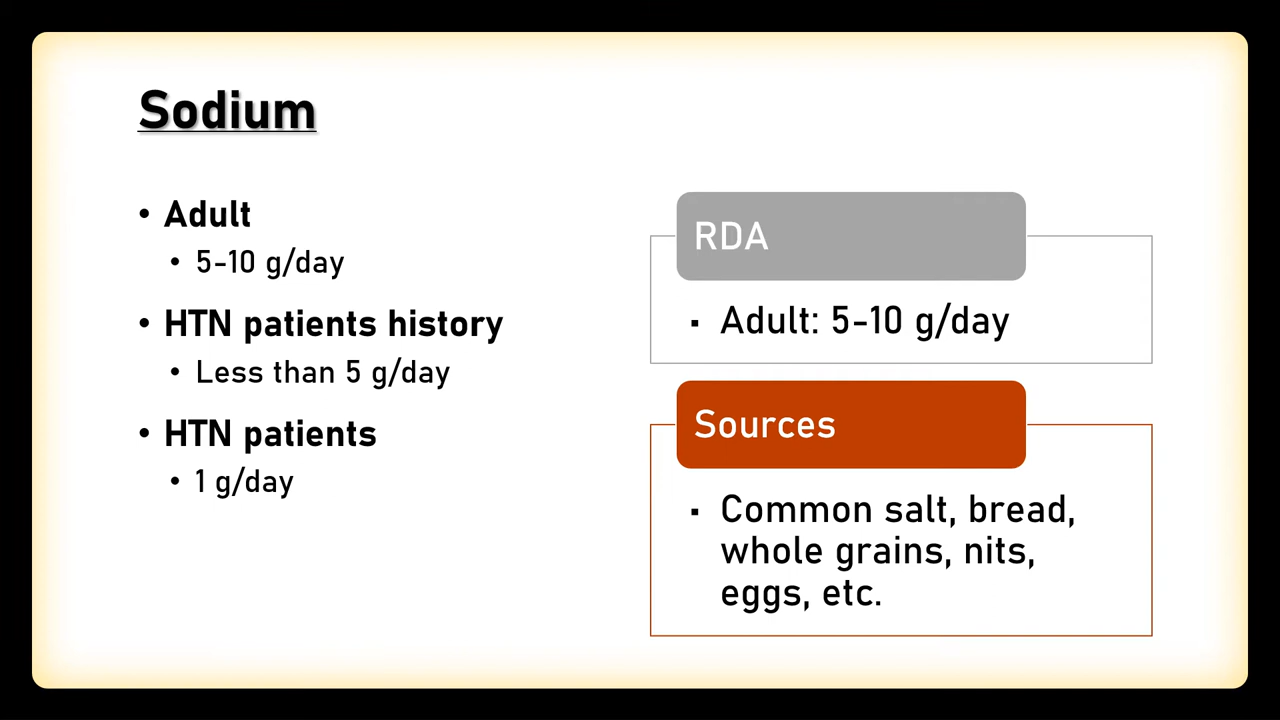 Sodium
• Adult
• 5-10 g/day
• HTN patients history
• Less than 5 g/day
• HTN patients
• 1 g/day
RDA
▪ Adult: 5-10 g/day
Sources
▪ Common salt, bread,
whole grains, nits,
eggs, etc.